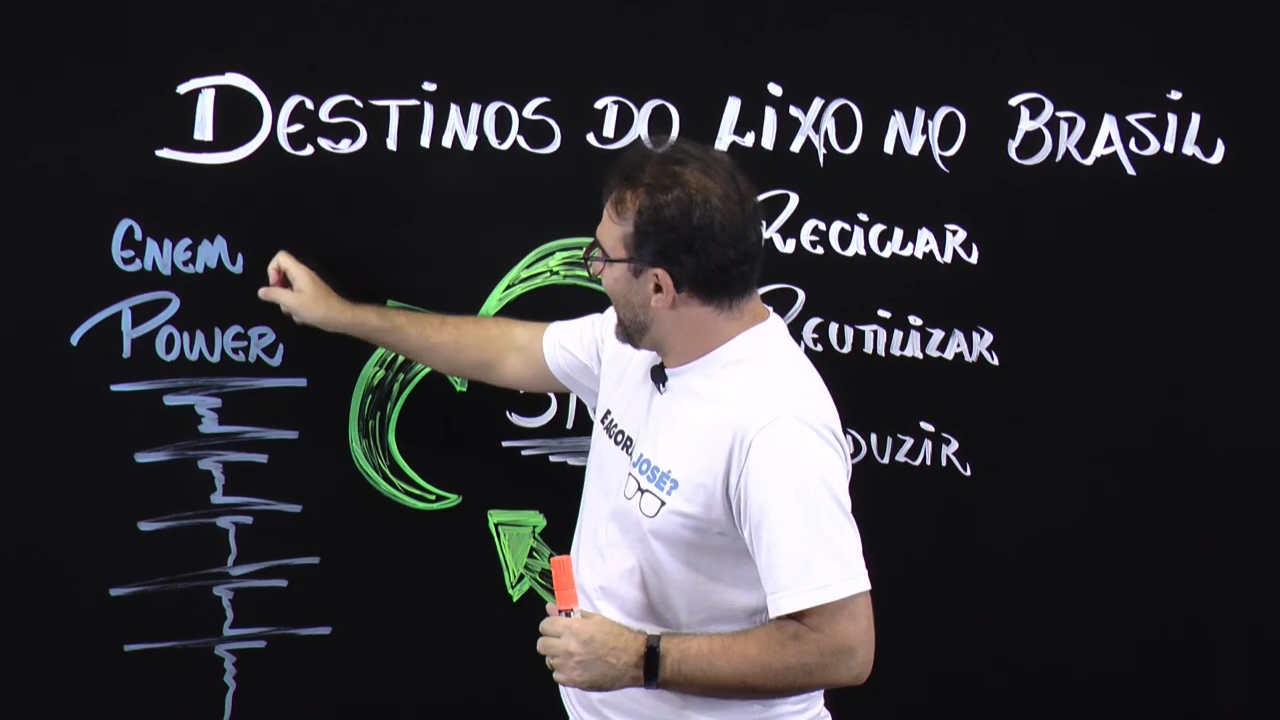 DESTINOS DO LIXO NO BRASIL
ENEM
POWER
RECICLAR
REUTILIZAR
DUZIR
E AGORA,
JOSÉ?